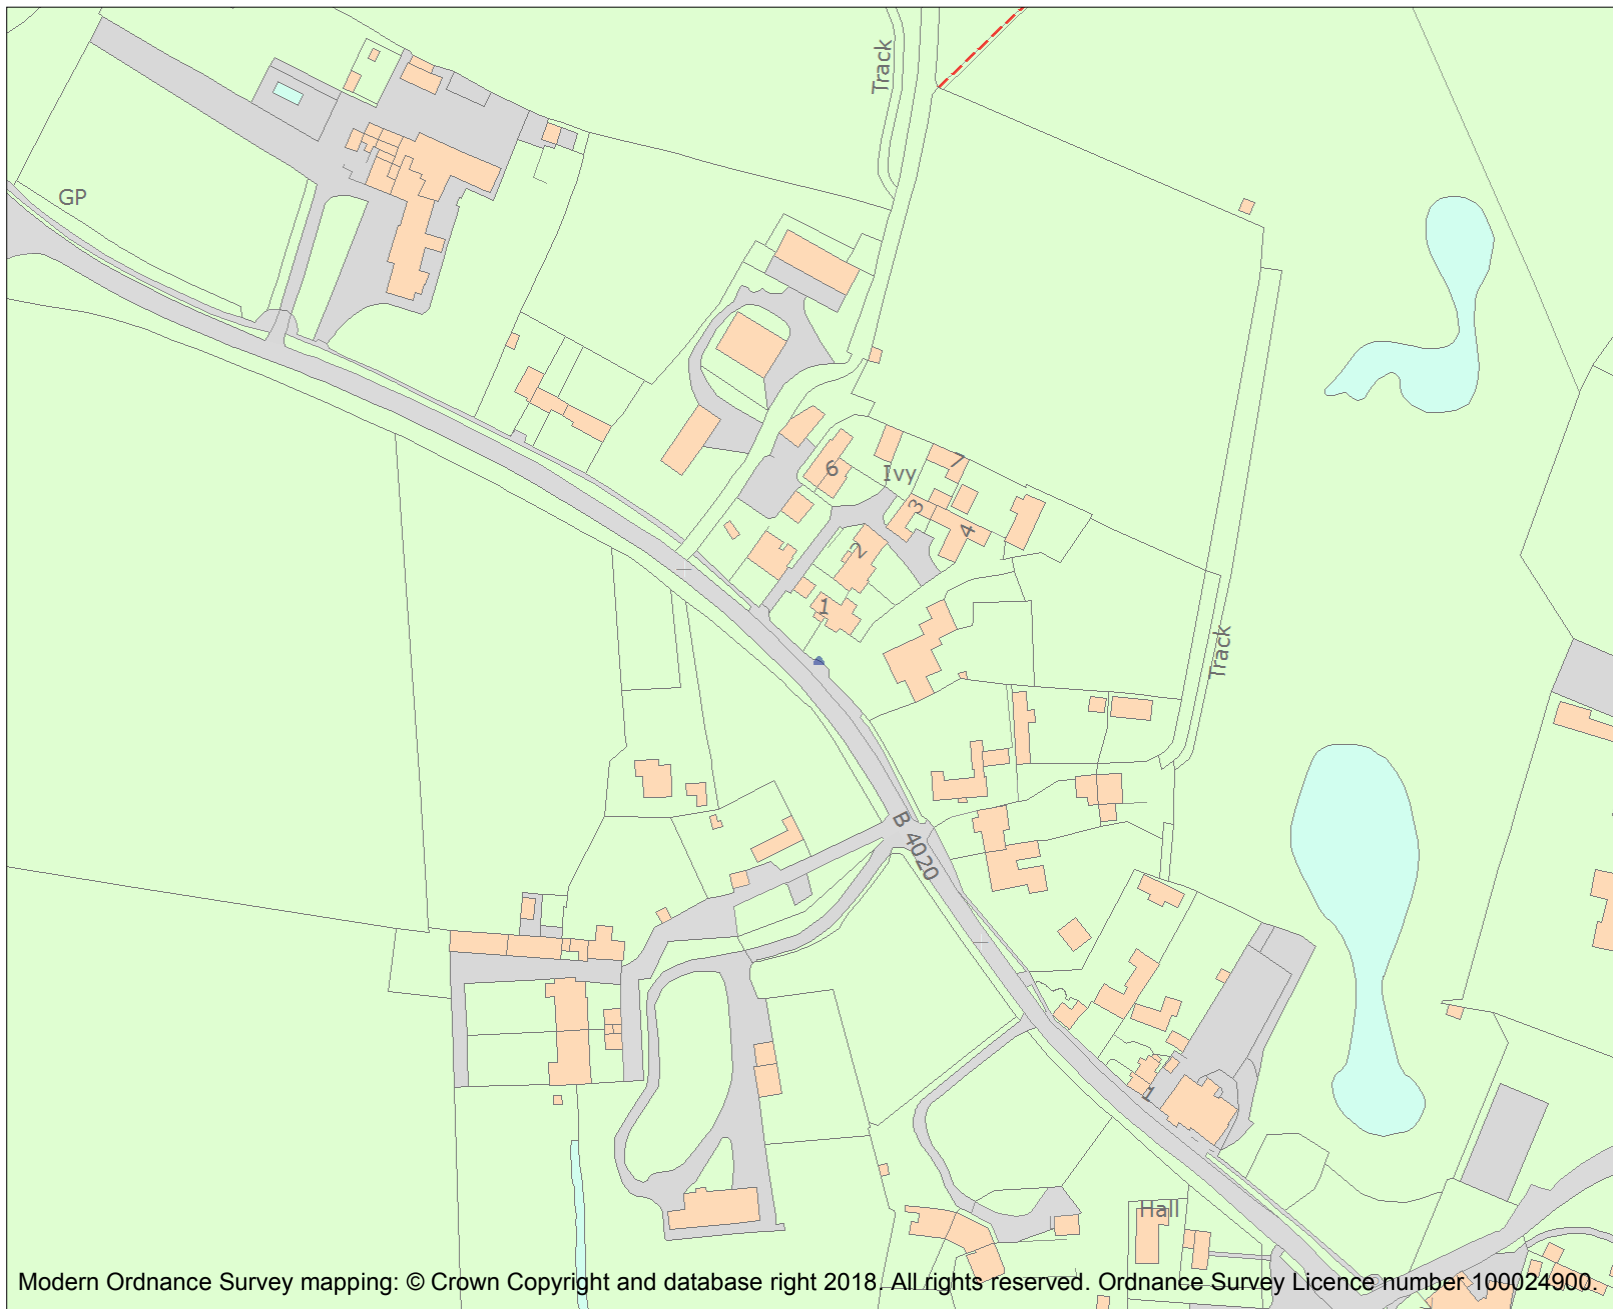 Track
GP
7
6
Ivy
3
4
2
1
Track
B 4020
1
Hall
Modern Ordnance Survey mapping: © Crown Copyright and database right 2018. All rights reserved. Ordnance Survey Licence number 100024900.